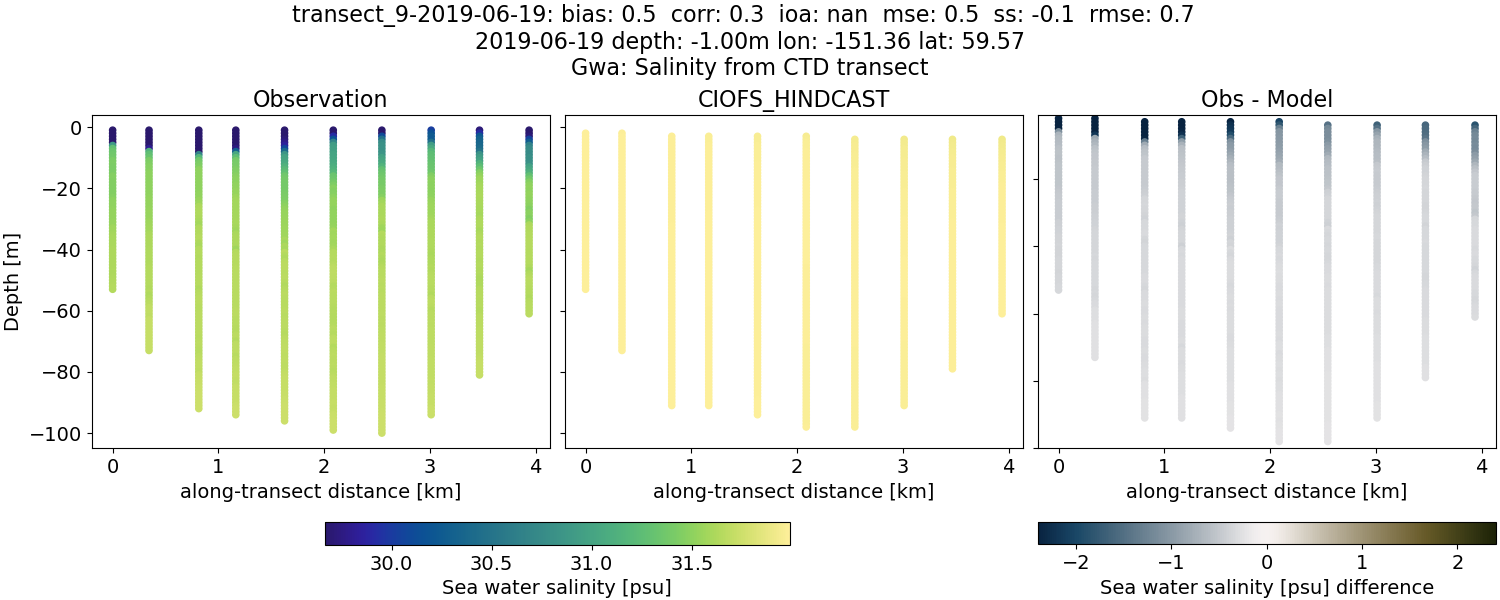 transect_9-2019-06-19: bias: 0.5  corr: 0.3  ioa: nan  mse: 0.5  ss: -0.1  rmse: 0.7
2019-06-19 depth: -1.00m lon: -151.36 lat: 59.57
Gwa: Salinity from CTD transect
Observation
CIOFS_HINDCAST
Obs - Model
Depth [m]
0
−20
−40
−60
−80
−100
0 1 2 3 4
0 1 2 3 4
0 1 2 3 4
along-transect distance [km]
along-transect distance [km]
along-transect distance [km]
30.0 30.5 31.0 31.5
Sea water salinity [psu]
−2 −1 0 1 2
Sea water salinity [psu] difference